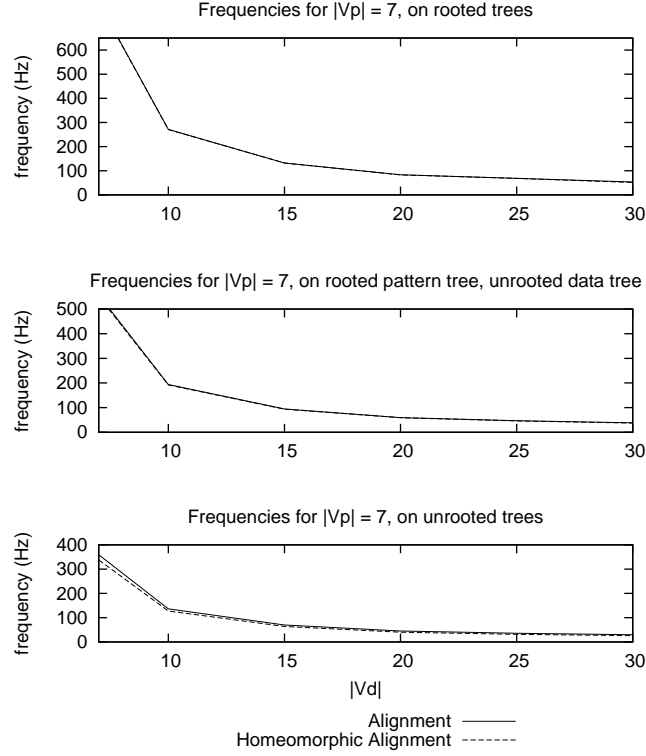 Frequencies for |Vp| = 7, on rooted trees
frequency (Hz)
600
500
400
300
200
100
0
10 15 20 25 30
Frequencies for |Vp| = 7, on rooted pattern tree, unrooted data tree
frequency (Hz)
500
400
300
200
100
0
10 15 20 25 30
Frequencies for |Vp| = 7, on unrooted trees
frequency (Hz)
400
300
200
100
0
10 15 20 25 30
|Vd|
Alignment
Homeomorphic Alignment